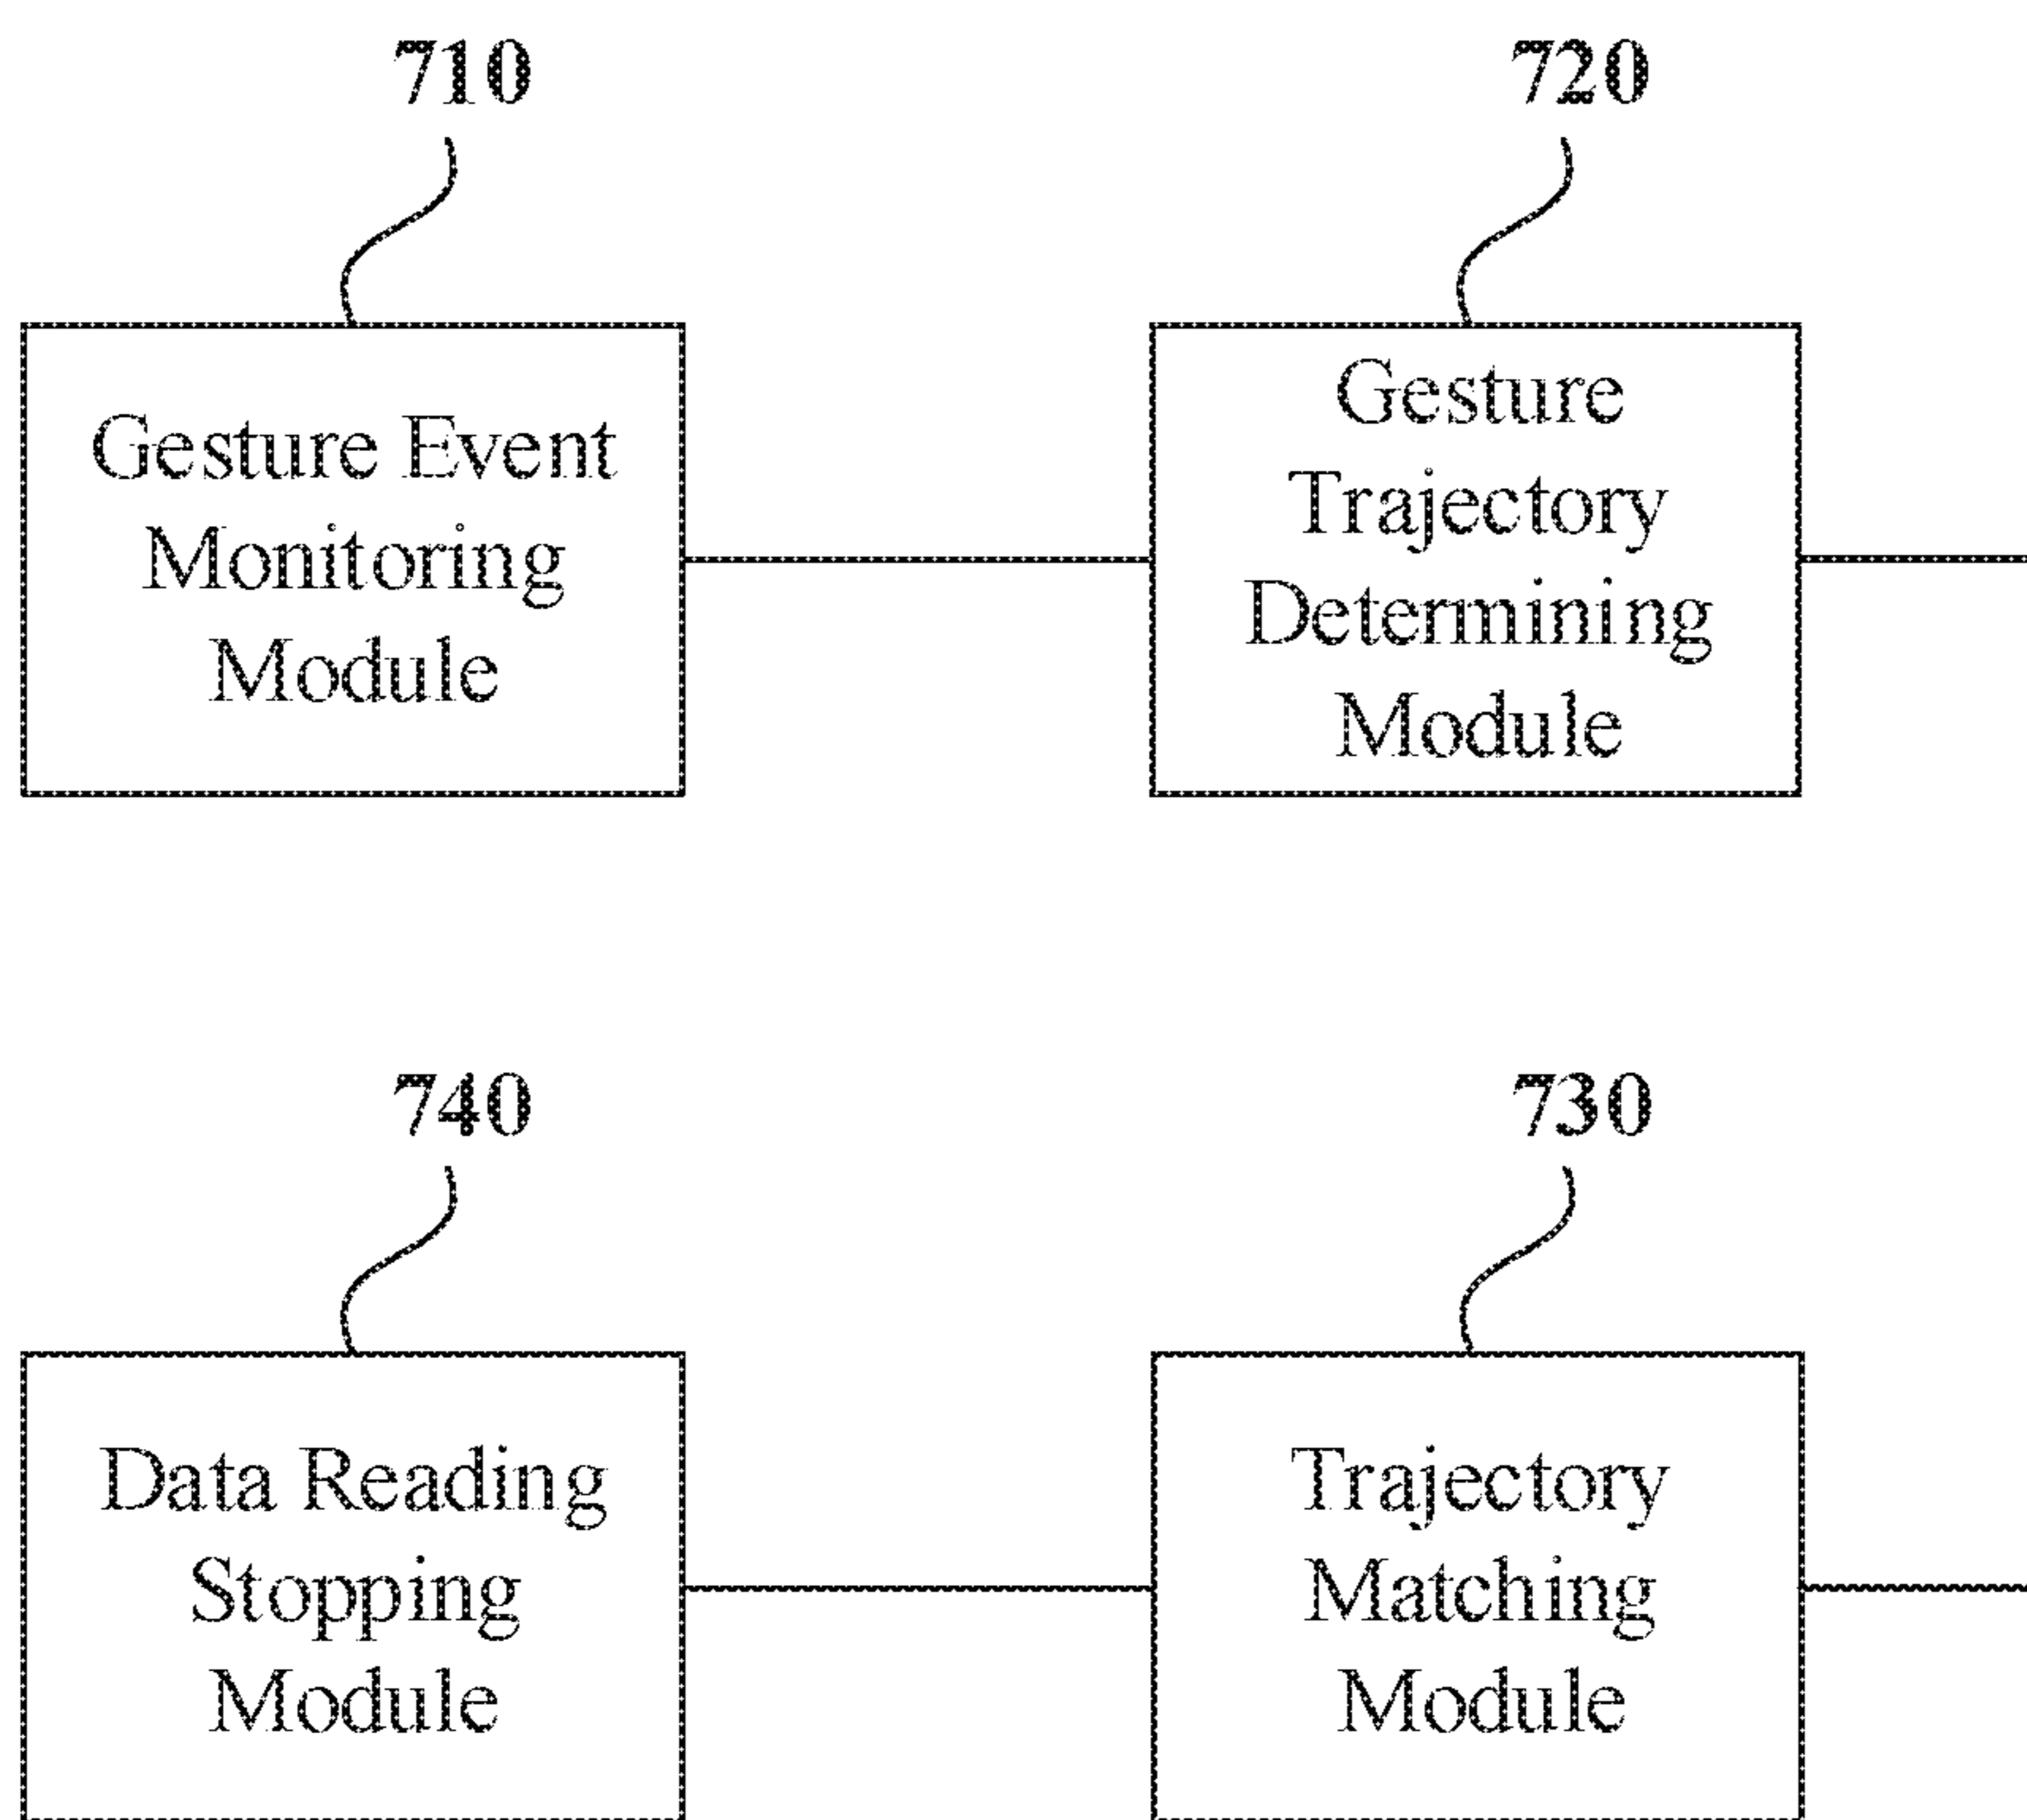 710
720
Gesture Event
Monitoring
Module
Gesture
Trajectory
Determining
Module
740
730
Data Reading
Stopping
Module
Trajectory
Matching
Module